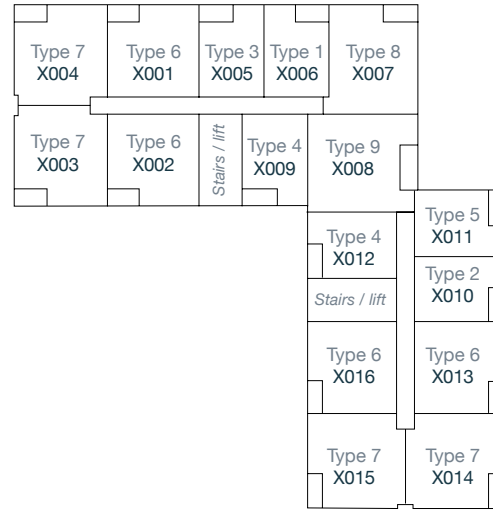 Type 7
X004
Type 6
X001
Type 3
X005
Type 1
X006
Type 8
X007
Type 7
X003
Type 6
X002
Stairs / lift
Type 4
X009
Type 9
X008
Type 5
X011
Type 4
X012
Type 2
X010
Stairs / lift
Type 6
X016
Type 6
X013
Type 7
X015
Type 7
X014